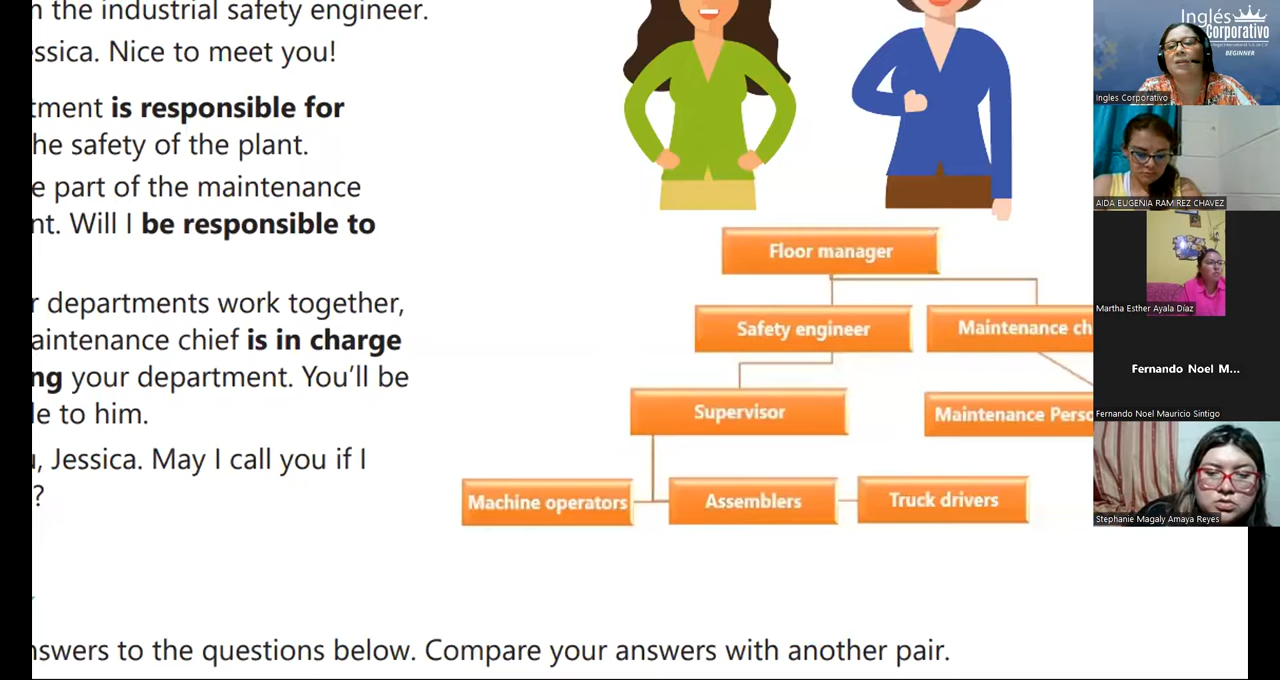 n the industrial safety engineer.
essica. Nice to meet you!
tment is responsible for
he safety of the plant.
e part of the maintenance
nt. Will I be responsible to
r departments work together,
aintenance chief is in charge
ng your department. You'll be
le to him.
u, Jessica. May I call you if I
?
Floor manager
Safety engineer
Maintenance ch
Supervisor
Maintenance Perso
Machine operators
Assemblers
Truck drivers
nswers to the questions below. Compare your answers with another pair.
Inglés
Corporativo
BEGINNER
Ingles Corporativo
AIDA EUGENIA RAMIREZ CHAVEZ
Martha Esther Ayala Díaz
Fernando Noel M...
Fernando Noel Mauricio Sintigo
Stephanie Magaly Amaya Reyes